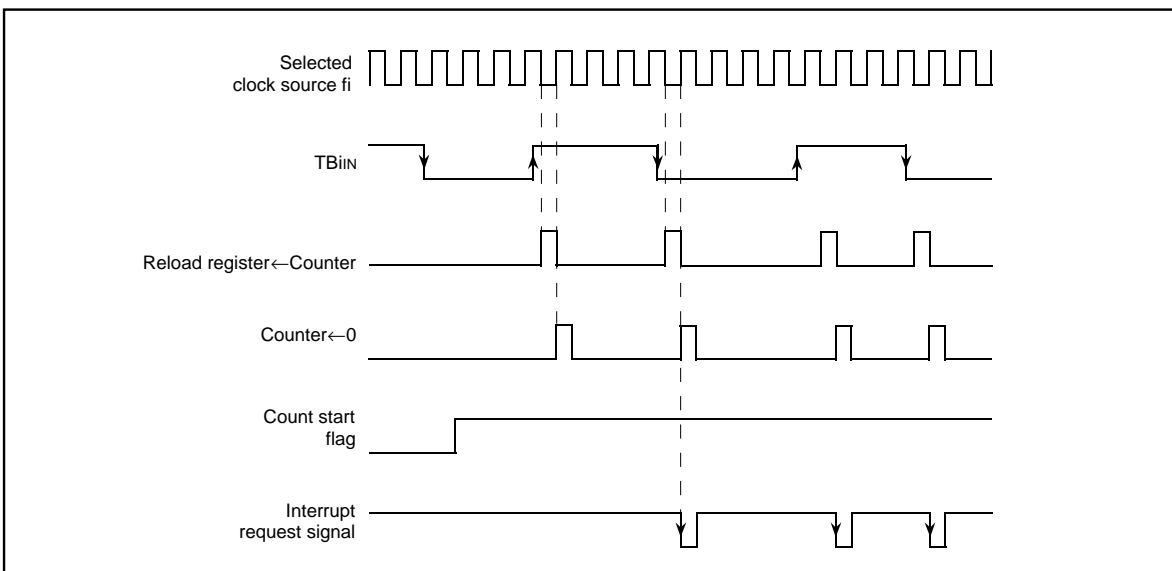 Selected
clock source fi
TBiIN
Reload register←Counter
Counter←0
Count start
flag
Interrupt
request signal